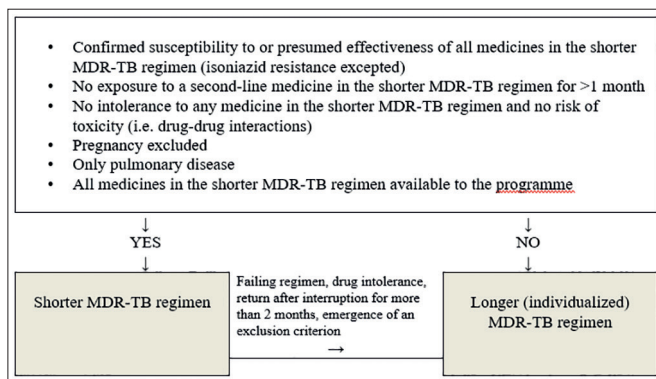 • Confirmed susceptibility to or presumed effectiveness of all medicines in the shorter
MDR-TB regimen (isoniazid resistance excepted)
• No exposure to a second-line medicine in the shorter MDR-TB regimen for >1 month
• No intolerance to any medicine in the shorter MDR-TB regimen and no risk of
toxicity (i.e. drug-drug interactions)
• Pregnancy excluded
• Only pulmonary disease
• All medicines in the shorter MDR-TB regimen available to the programme
↓ ↓
YES NO
↓ ↓
Shorter MDR-TB regimen
Failing regimen, drug intolerance,
return after interruption for more
than 2 months, emergence of an
exclusion criterion
→
Longer (individualized)
MDR-TB regimen